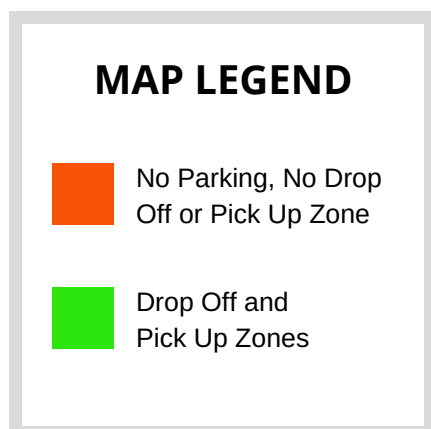 MAP LEGEND
No Parking, No Drop
Off or Pick Up Zone
Drop Off and
Pick Up Zones